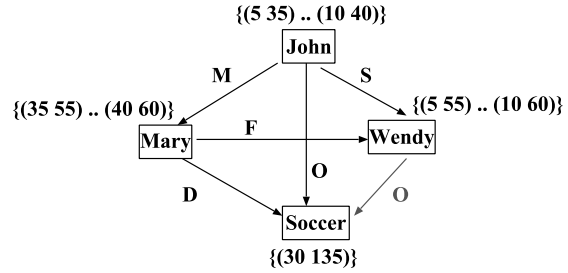 {(5 35) .. (10 40)}
John
M
S
{(35 55) .. (40 60)}
{(5 55) .. (10 60)}
F
Mary
Wendy
O
D
O
Soccer
{(30 135)}